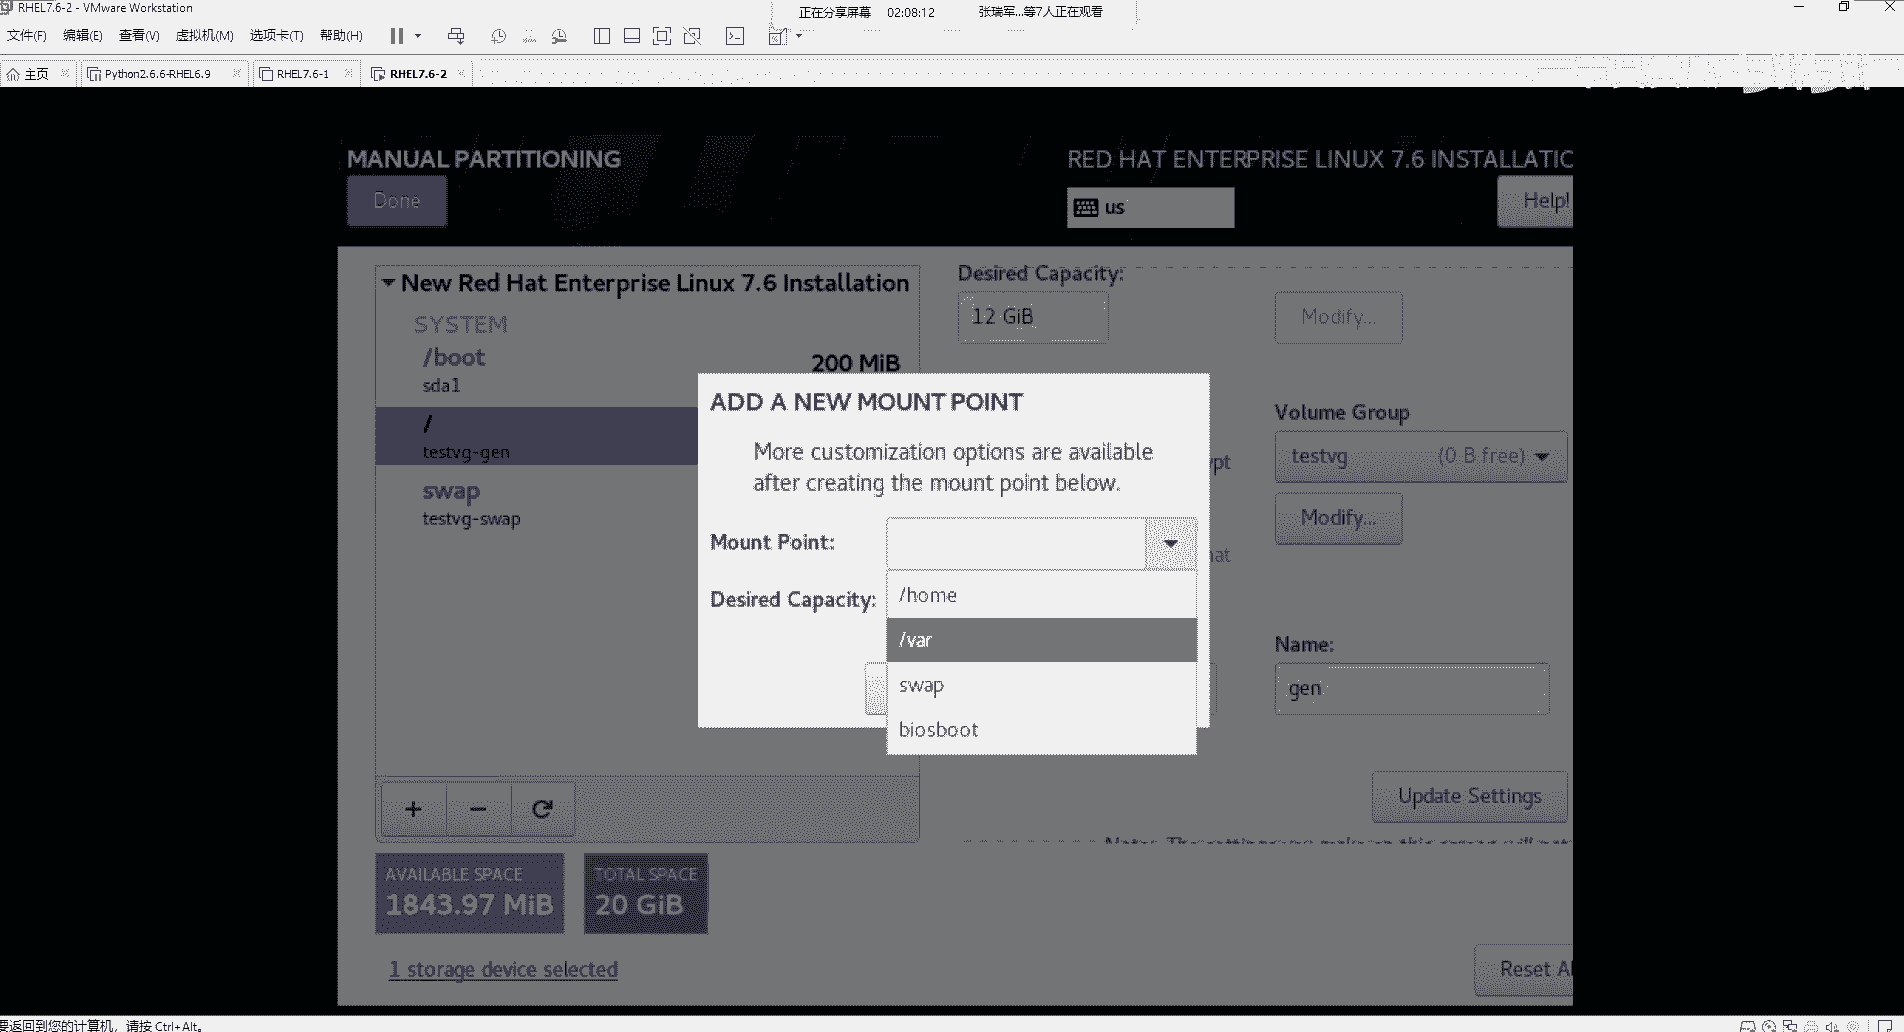 RHEL7.6-2 - VMware Workstation
正在分享屏幕 02:08:12 张瑞军...等7人正在观看
文件(F) 编辑(E) 查看(V) 虚拟机(M) 选项卡(T) 帮助(H)
主页 Python2.6.6-RHEL6.9 RHEL7.6-1 RHEL7.6-2
MANUAL PARTITIONING
Done
RED HAT ENTERPRISE LINUX 7.6 INSTALLATIO
us
Help!
New Red Hat Enterprise Linux 7.6 Installation
SYSTEM
/boot
200 MiB
sda1
/
testvg-gen
swap
testvg-swap
Desired Capacity:
12 GiB
Modify...
Volume Group
testvg (0 B free)
Modify...
Name:
gen
Update Settings
ADD A NEW MOUNT POINT
More customization options are available
after creating the mount point below.
Mount Point:
Desired Capacity:
/home
/var
swap
biosboot
+ −
AVAILABLE SPACE
1843.97 MiB
TOTAL SPACE
20 GiB
1 storage device selected
Reset Al
要返回到您的计算机，请按 Ctrl+Alt。